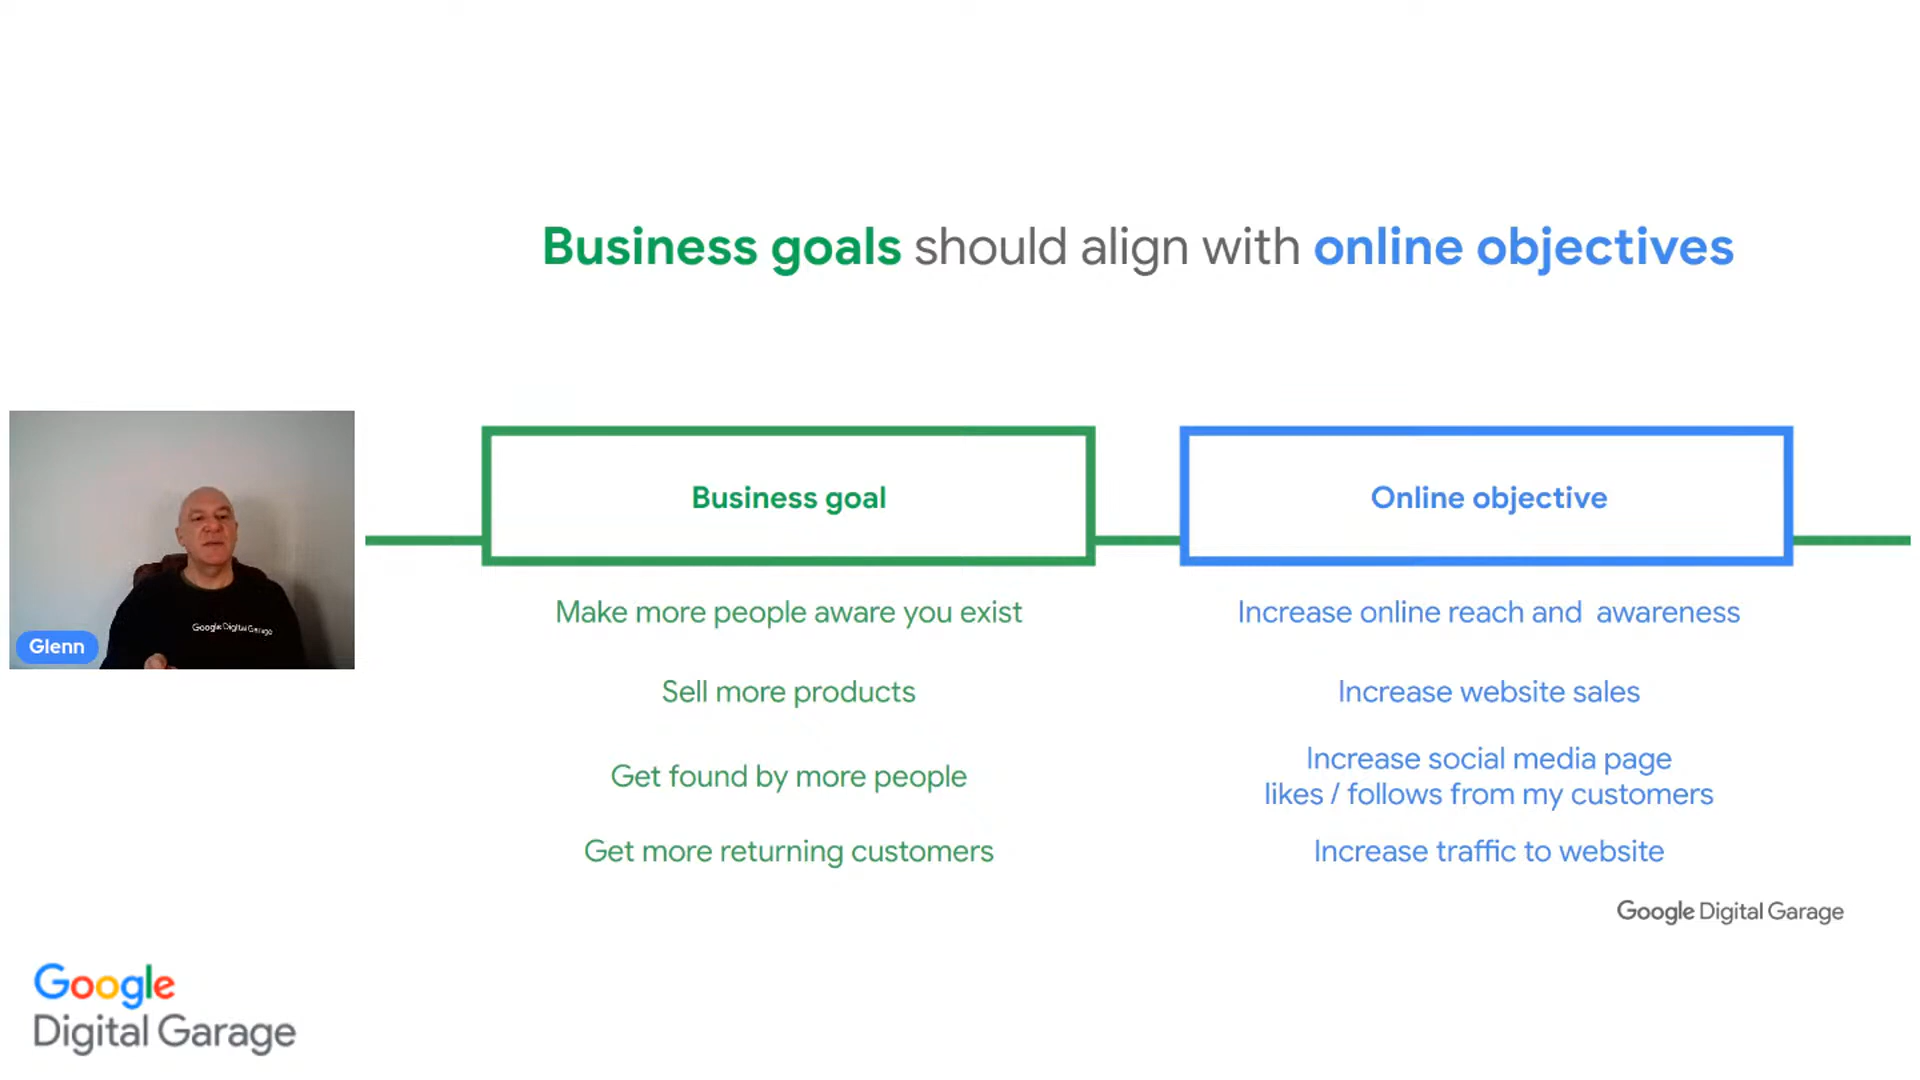 Business goals should align with online objectives
Business goal
Online objective
Make more people aware you exist
Increase online reach and awareness
Sell more products
Increase website sales
Get found by more people
Increase social media page
likes / follows from my customers
Get more returning customers
Increase traffic to website
Google Digital Garage
Glenn
Google Digital Garage
Google
Digital Garage